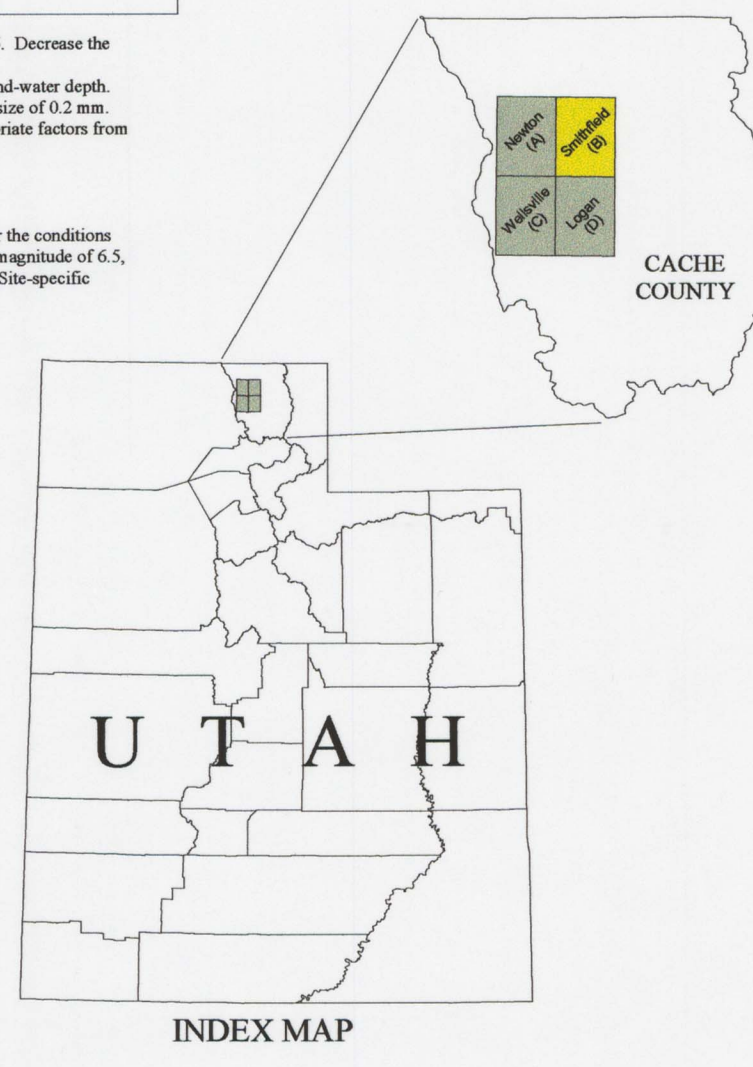 . Decrease the
nd-water depth.
size of 0.2 mm.
riate factors from
r the conditions
magnitude of 6.5,
Site-specific
Newton
(A)
Smithfield
(B)
Wellsville
(C)
Logan
(D)
CACHE
COUNTY
UTAH
INDEX MAP